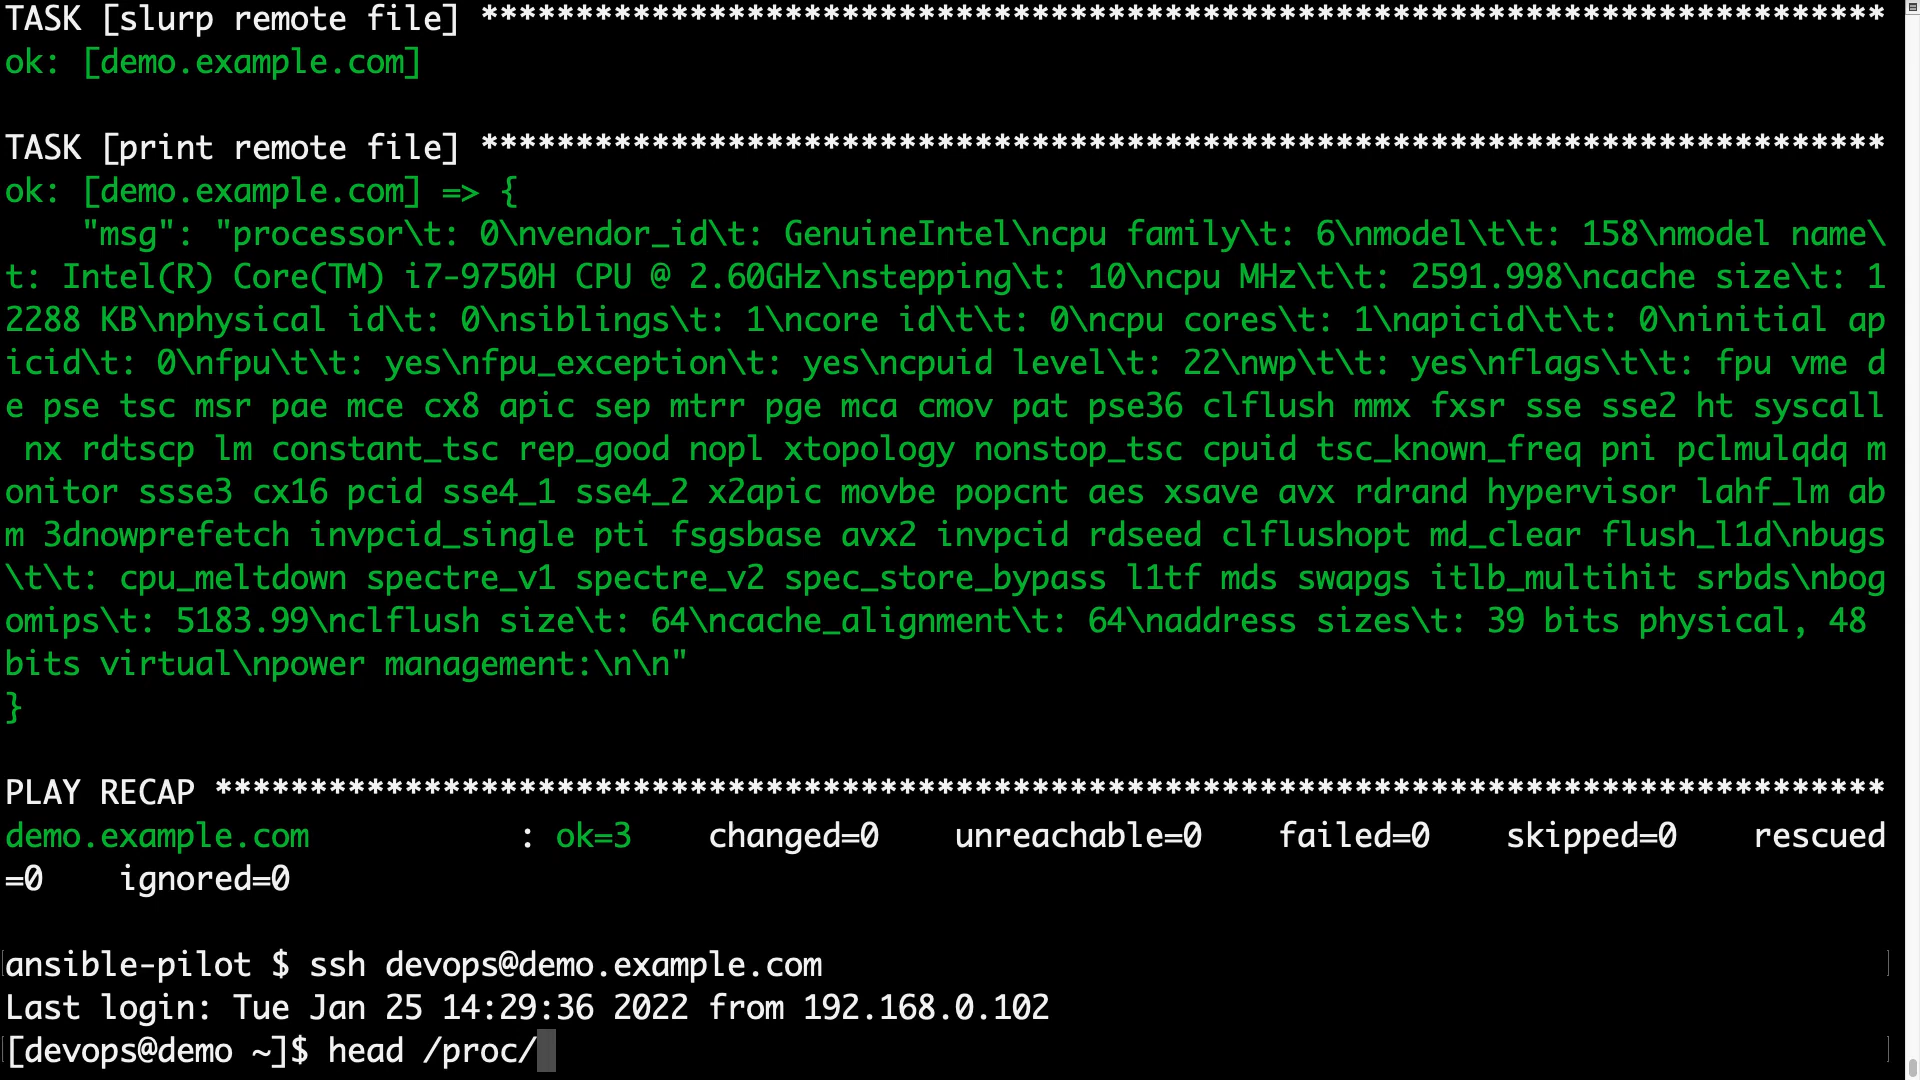 TASK [slurp remote file] **************************************************************************
ok: [demo.example.com]
TASK [print remote file] **************************************************************************
ok: [demo.example.com] => {
    "msg": "processor\t: 0\nvendor_id\t: GenuineIntel\ncpu family\t: 6\nmodel\t\t: 158\nmodel name\
t: Intel(R) Core(TM) i7-9750H CPU @ 2.60GHz\nstepping\t: 10\ncpu MHz\t\t: 2591.998\ncache size\t: 1
2288 KB\nphysical id\t: 0\nsiblings\t: 1\ncore id\t\t: 0\ncpu cores\t: 1\napicid\t\t: 0\ninitial ap
icid\t: 0\nfpu\t\t: yes\nfpu_exception\t: yes\ncpuid level\t: 22\nwp\t\t: yes\nflags\t\t: fpu vme d
e pse tsc msr pae mce cx8 apic sep mtrr pge mca cmov pat pse36 clflush mmx fxsr sse sse2 ht syscall
 nx rdtscp lm constant_tsc rep_good nopl xtopology nonstop_tsc cpuid tsc_known_freq pni pclmulqdq m
onitor ssse3 cx16 pcid sse4_1 sse4_2 x2apic movbe popcnt aes xsave avx rdrand hypervisor lahf_lm ab
m 3dnowprefetch invpcid_single pti fsgsbase avx2 invpcid rdseed clflushopt md_clear flush_l1d\nbugs
\t\t: cpu_meltdown spectre_v1 spectre_v2 spec_store_bypass l1tf mds swapgs itlb_multihit srbds\nbog
omips\t: 5183.99\nclflush size\t: 64\ncache_alignment\t: 64\naddress sizes\t: 39 bits physical, 48
bits virtual\npower management:\n\n"
}
PLAY RECAP ****************************************************************************************
demo.example.com           : ok=3    changed=0    unreachable=0    failed=0    skipped=0    rescued
=0    ignored=0
ansible-pilot $ ssh devops@demo.example.com
Last login: Tue Jan 25 14:29:36 2022 from 192.168.0.102
[devops@demo ~]$ head /proc/